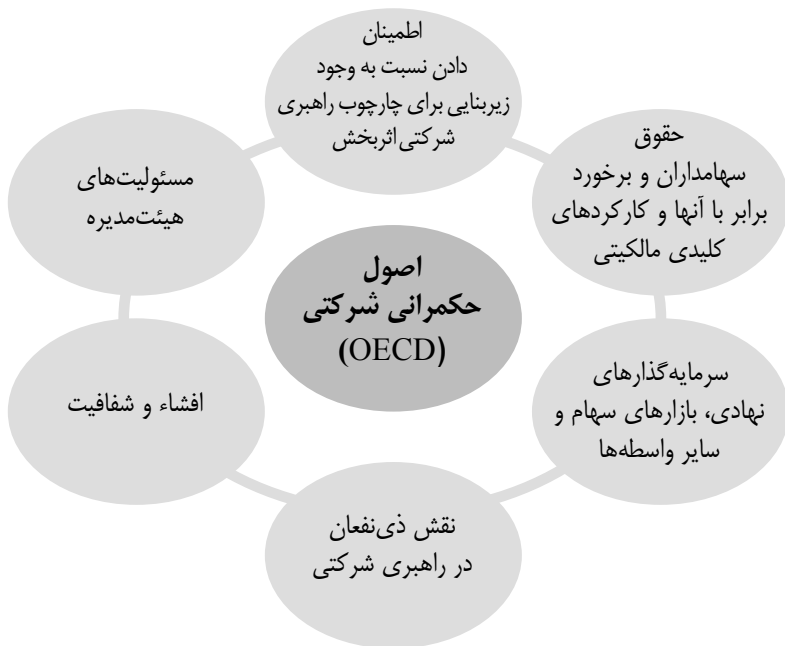 اطمینان
دادن نسبت به وجود
زیربنایی برای چارچوب راهبری
شرکتی اثربخش
حقوق
سهامداران و برخورد
برابر با آنها و کارکردهای
کلیدی مالکیتی
سرمایه‌گذارهای
نهادی، بازارهای سهام و
سایر واسطه‌ها
نقش ذی‌نفعان
در راهبری شرکتی
افشاء و شفافیت
مسئولیت‌های
هیئت‌مدیره
اصول
حکمرانی شرکتی
(OECD)